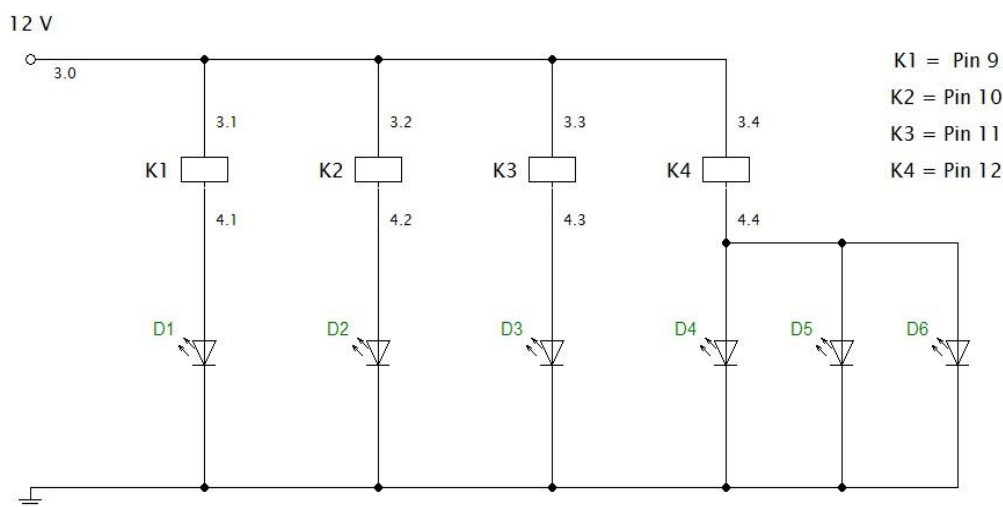 12 V
3.0
K1 = Pin 9
K2 = Pin 10
K3 = Pin 11
K4 = Pin 12
3.1
3.2
3.3
3.4
K1
K2
K3
K4
4.1
4.2
4.3
4.4
D1
D2
D3
D4
D5
D6